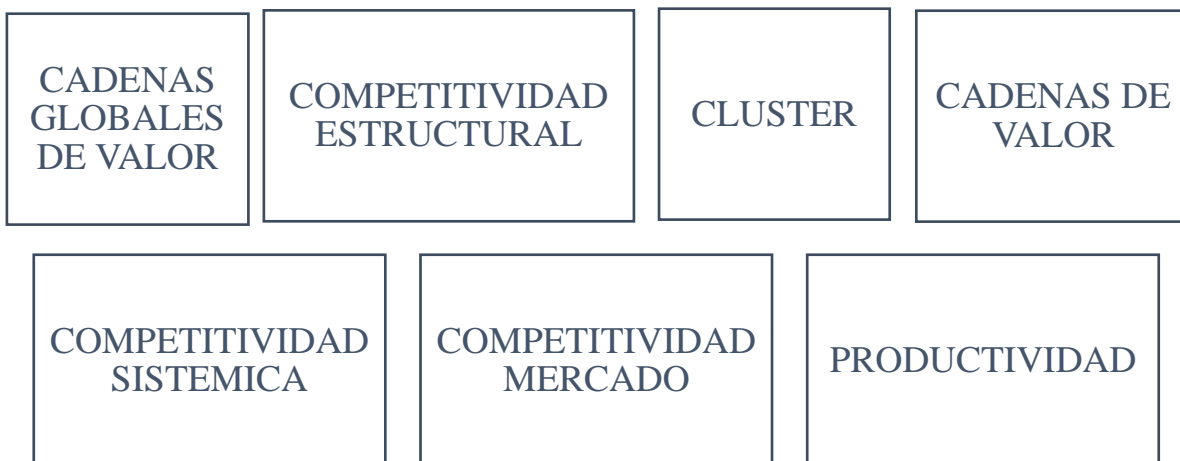 CADENAS
GLOBALES
DE VALOR
COMPETITIVIDAD
ESTRUCTURAL
CLUSTER
CADENAS DE
VALOR
COMPETITIVIDAD
SISTEMICA
COMPETITIVIDAD
MERCADO
PRODUCTIVIDAD